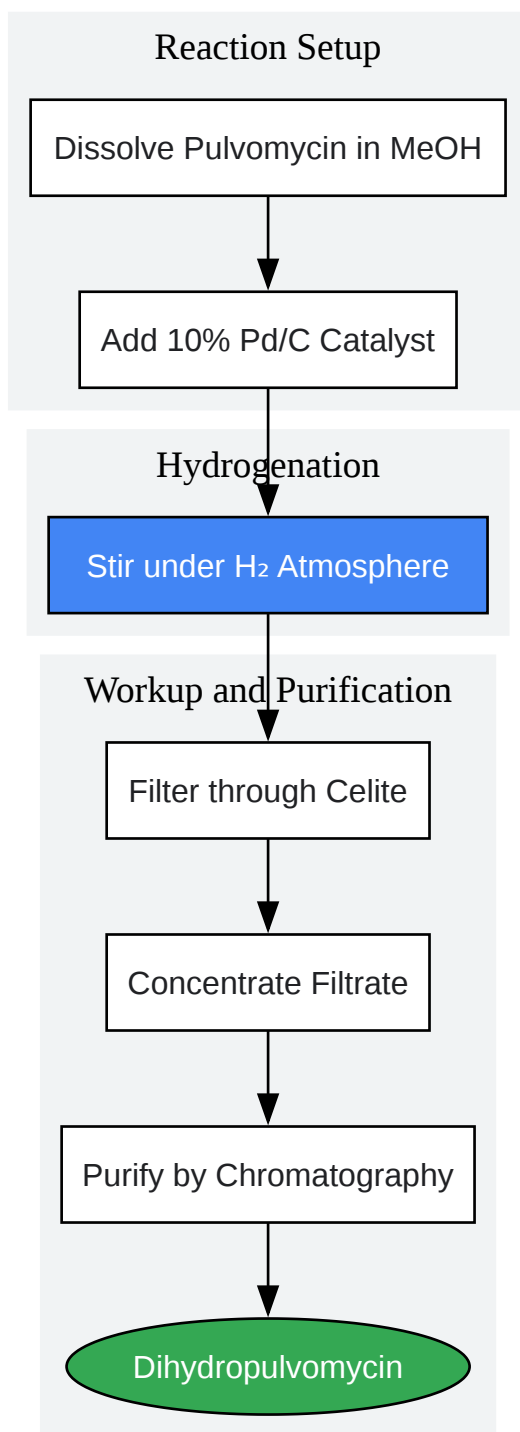 Reaction Setup
Dissolve Pulvomycin in MeOH
Add 10% Pd/C Catalyst
Hydrogenation
Stir under H₂ Atmosphere
Workup and Purification
Filter through Celite
Concentrate Filtrate
Purify by Chromatography
Dihydropulvomycin